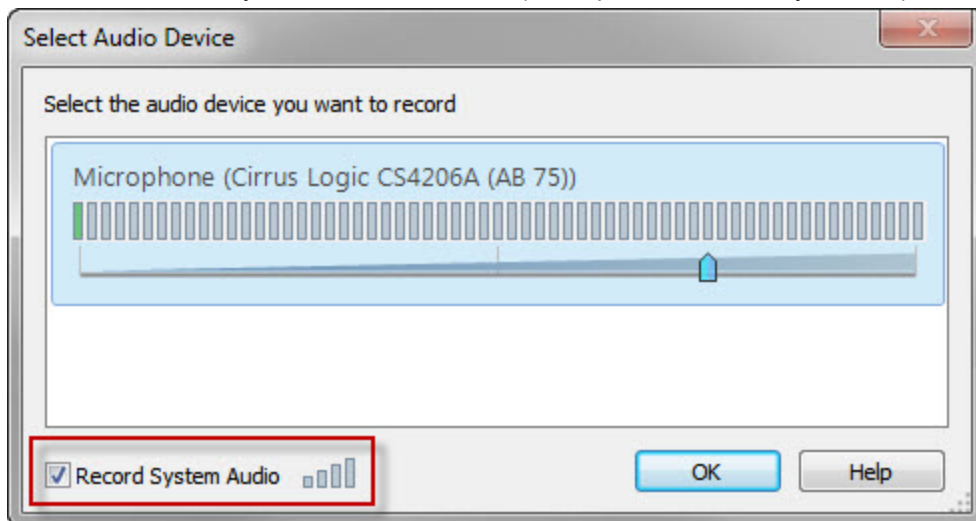 Select Audio Device
Select the audio device you want to record
Microphone (Cirrus Logic CS4206A (AB 75))
Record System Audio
OK
Help